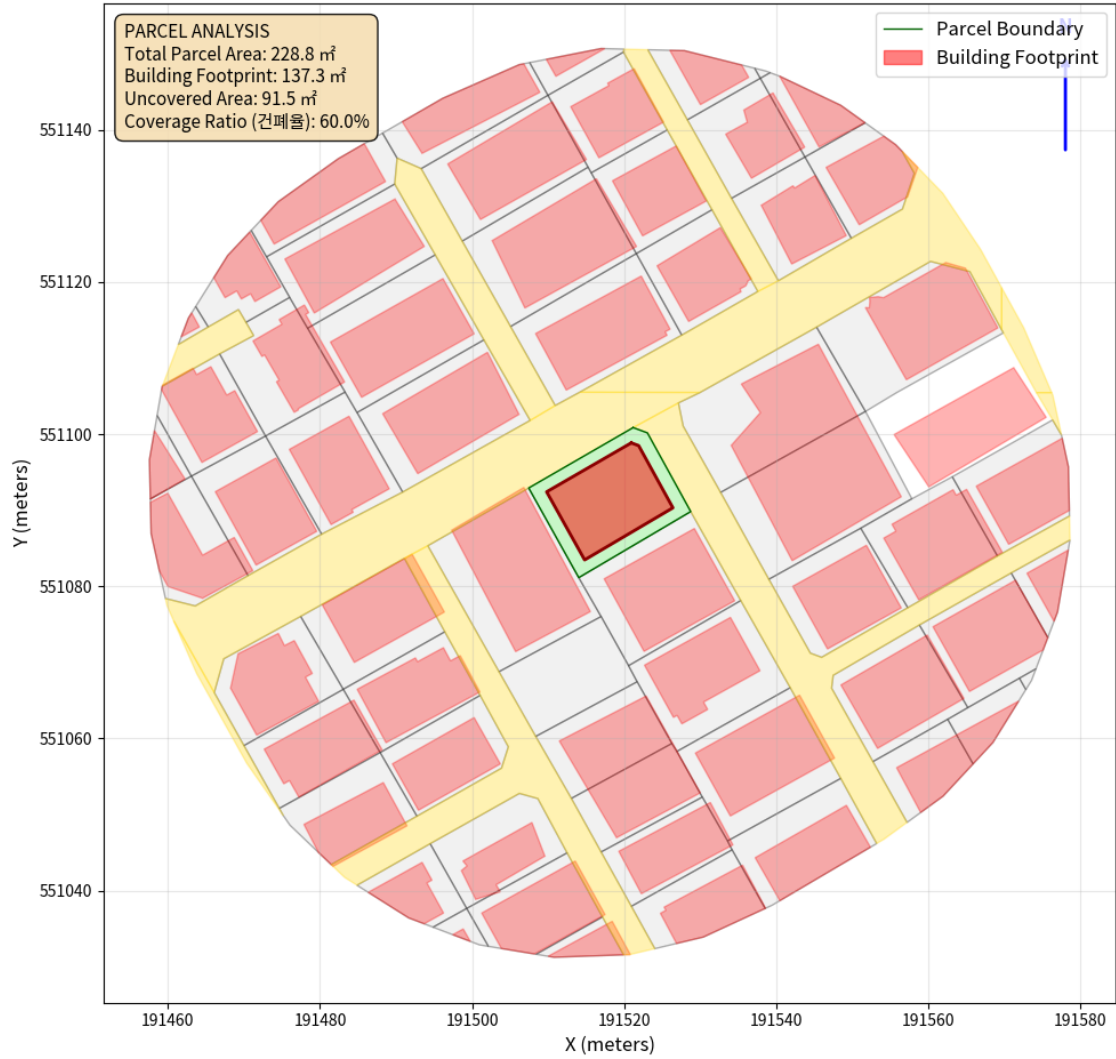 PARCEL ANALYSIS
Total Parcel Area: 228.8 ㎡
Building Footprint: 137.3 ㎡
Uncovered Area: 91.5 ㎡
Coverage Ratio (건폐율): 60.0%
N
Parcel Boundary
Building Footprint
551140
551120
551100
551080
551060
551040
Y (meters)
191460
191480
191500
191520
191540
191560
191580
X (meters)